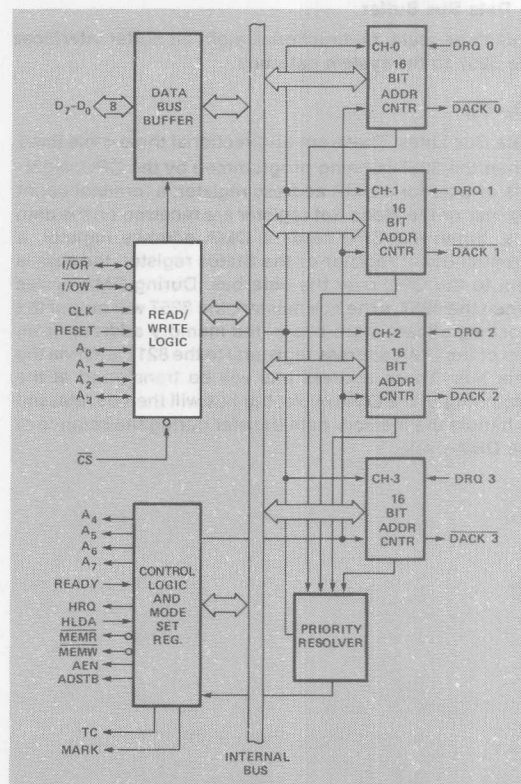 D7-D0
8
DATA
BUS
BUFFER
CH-0
16
BIT
ADDR
CNTR
DRQ 0
DACK 0
CH-1
16
BIT
ADDR
CNTR
DRQ 1
DACK 1
I/OR
I/OW
CLK
RESET
A0
A1
A2
A3
CS
READ/
WRITE
LOGIC
CH-2
16
BIT
ADDR
CNTR
DRQ 2
DACK 2
CH-3
16
BIT
ADDR
CNTR
DRQ 3
DACK 3
A4
A5
A6
A7
READY
HRQ
HLDA
MEMR
MEMW
AEN
ADSTB
TC
MARK
CONTROL
LOGIC
AND
MODE
SET
REG.
PRIORITY
RESOLVER
INTERNAL
BUS